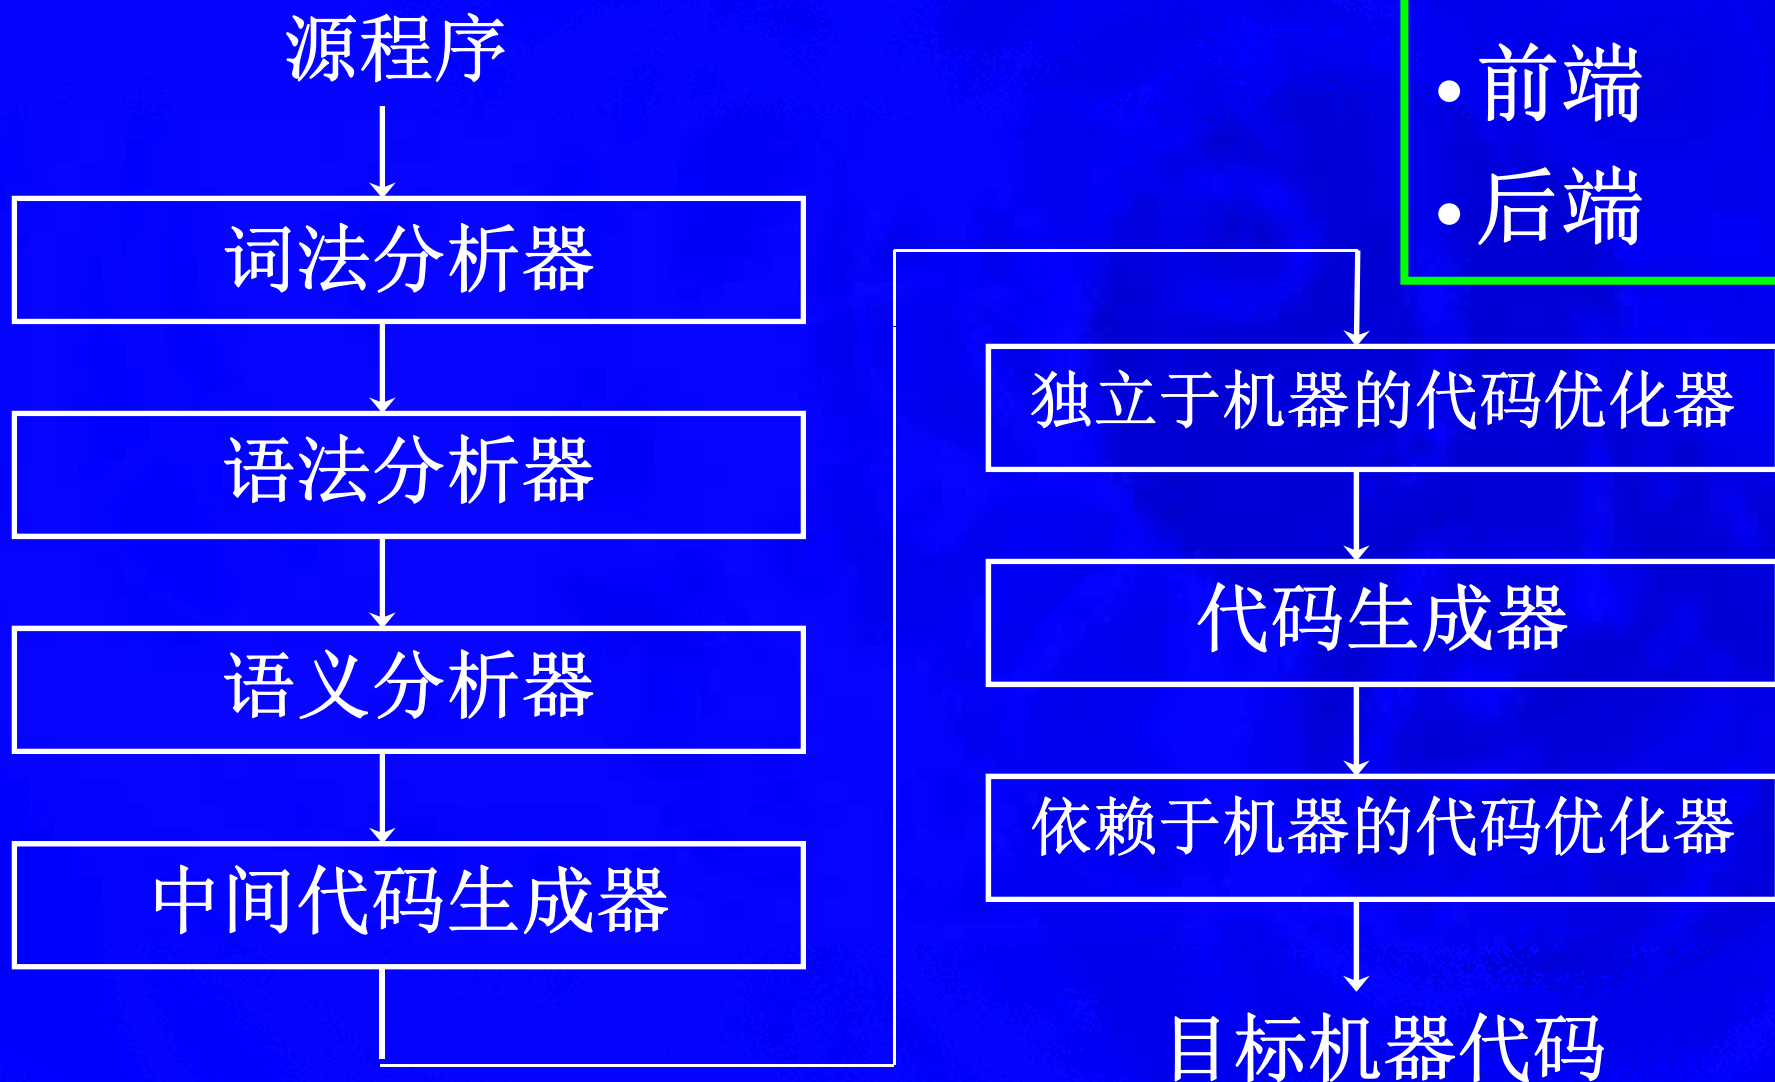 源程序
词法分析器
语法分析器
语义分析器
中间代码生成器
• 前端
• 后端
独立于机器的代码优化器
代码生成器
依赖于机器的代码优化器
目标机器代码